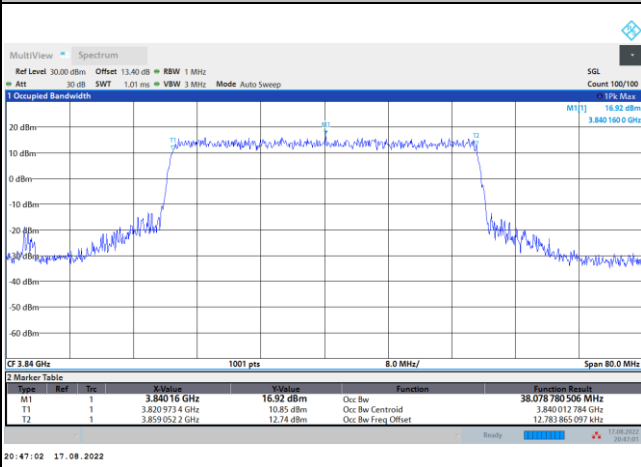 MultiView Spectrum
Ref Level 30.00 dBm Offset 13.40 dB RBW 1 MHz SGL
Att 30 dB SWT 1.01 ms VBW 3 MHz Mode Auto Sweep Count 100/100
1 Occupied Bandwidth 1Pk Max
M1[1] 16.92 dBm
3.840 160 0 GHz
20 dBm
M1
T1 T2
10 dBm
0 dBm
-10 dBm
-20 dBm
-30 dBm
-40 dBm
-50 dBm
-60 dBm
CF 3.84 GHz 1001 pts 8.0 MHz/ Span 80.0 MHz
2 Marker Table
Type Ref Trc X-Value Y-Value Function Function Result
M1 1 3.840 16 GHz 16.92 dBm Occ Bw 38.078 780 506 MHz
T1 1 3.820 973 4 GHz 10.85 dBm Occ Bw Centroid 3.840 012 784 GHz
T2 1 3.859 052 2 GHz 12.74 dBm Occ Bw Freq Offset 12.783 865 097 kHz
Ready 17.08.2022
20:47:01
20:47:02 17.08.2022